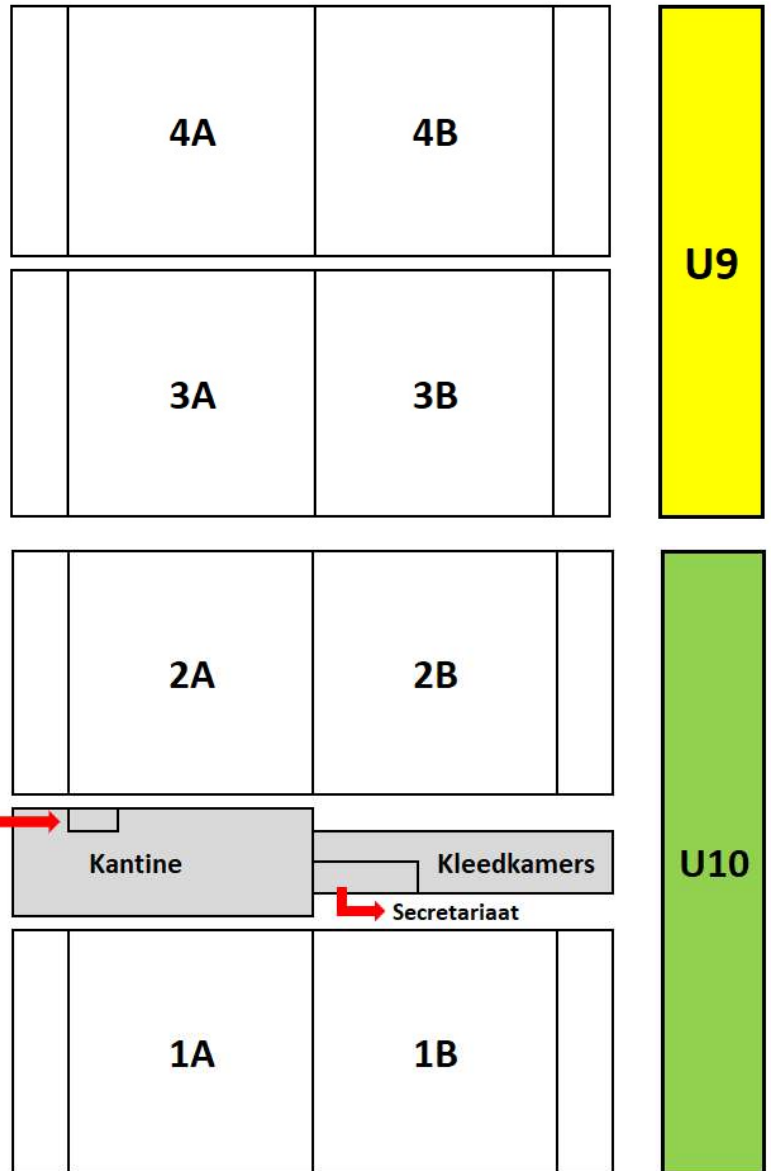 4A 4B
U9
3A 3B
2A 2B
Kantine
Kleedkamers
U10
Secretariaat
1A 1B